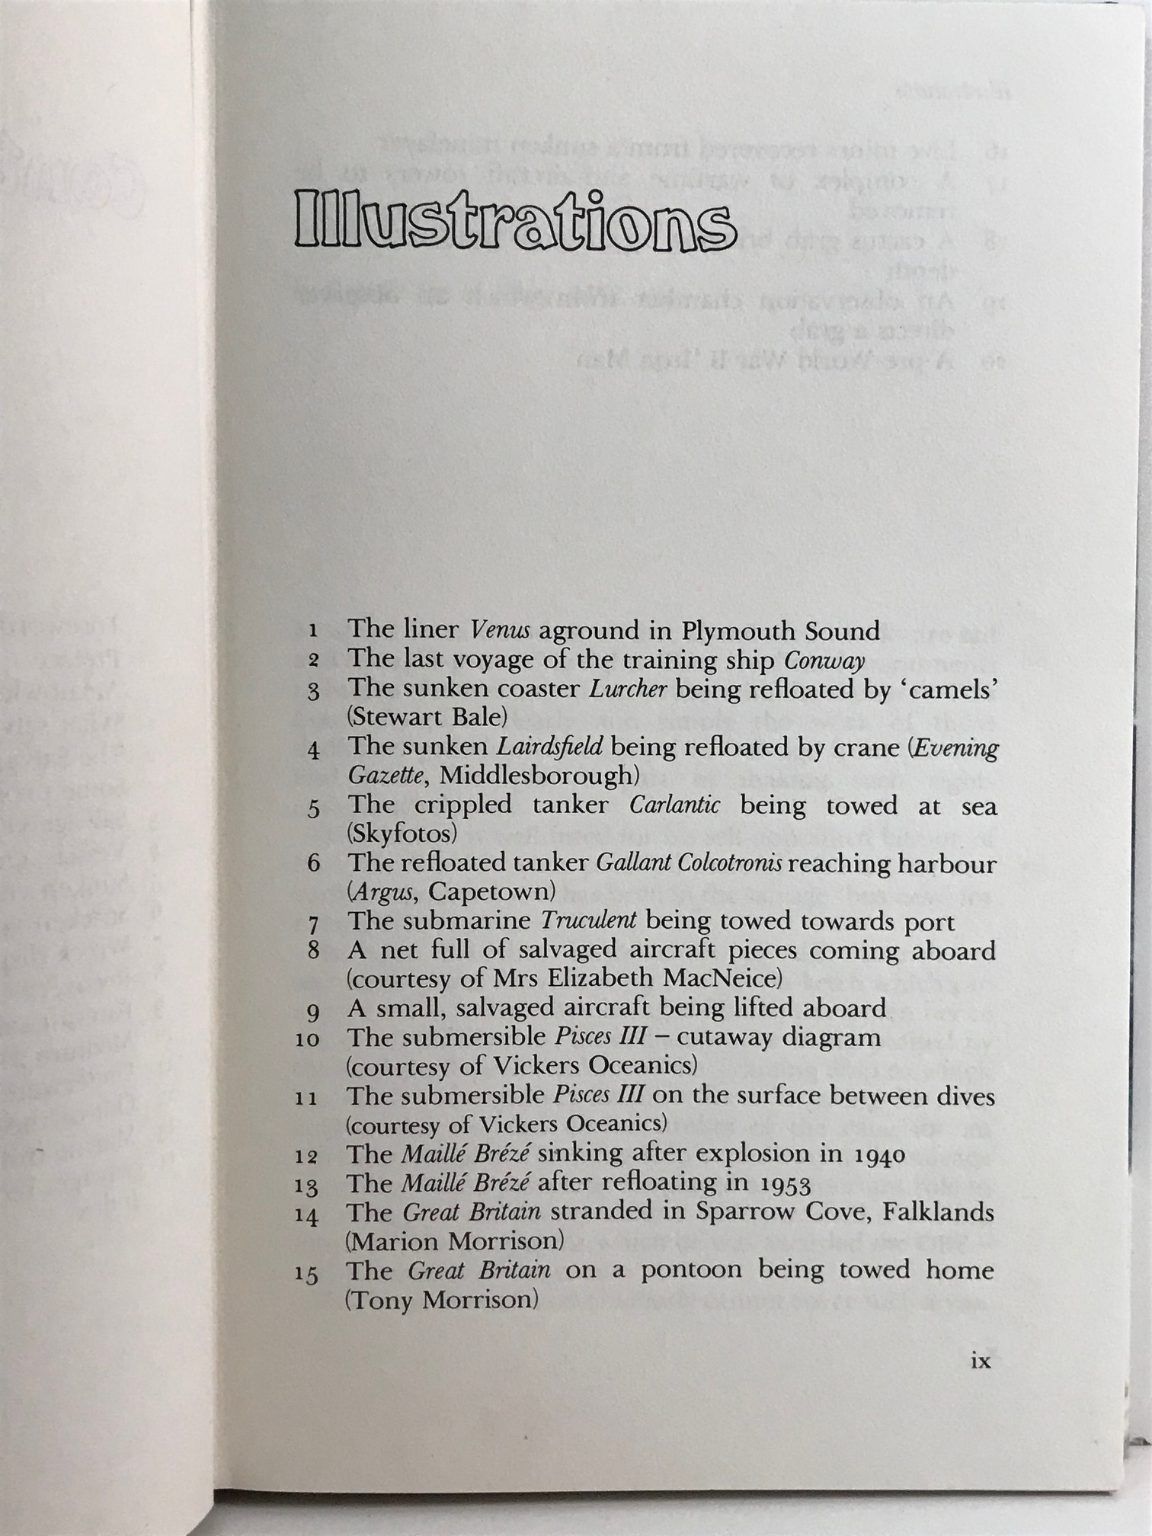 Illustrations
1 The liner Venus aground in Plymouth Sound
2 The last voyage of the training ship Conway
3 The sunken coaster Lurcher being refloated by ‘camels’
(Stewart Bale)
4 The sunken Lairdsfield being refloated by crane (Evening
Gazette, Middlesborough)
5 The crippled tanker Carlantic being towed at sea
(Skyfotos)
6 The refloated tanker Gallant Colcotronis reaching harbour
(Argus, Capetown)
7 The submarine Truculent being towed towards port
8 A net full of salvaged aircraft pieces coming aboard
(courtesy of Mrs Elizabeth MacNeice)
9 A small, salvaged aircraft being lifted aboard
10 The submersible Pisces III – cutaway diagram
(courtesy of Vickers Oceanics)
11 The submersible Pisces III on the surface between dives
(courtesy of Vickers Oceanics)
12 The Maillé Brézé sinking after explosion in 1940
13 The Maillé Brézé after refloating in 1953
14 The Great Britain stranded in Sparrow Cove, Falklands
(Marion Morrison)
15 The Great Britain on a pontoon being towed home
(Tony Morrison)
ix